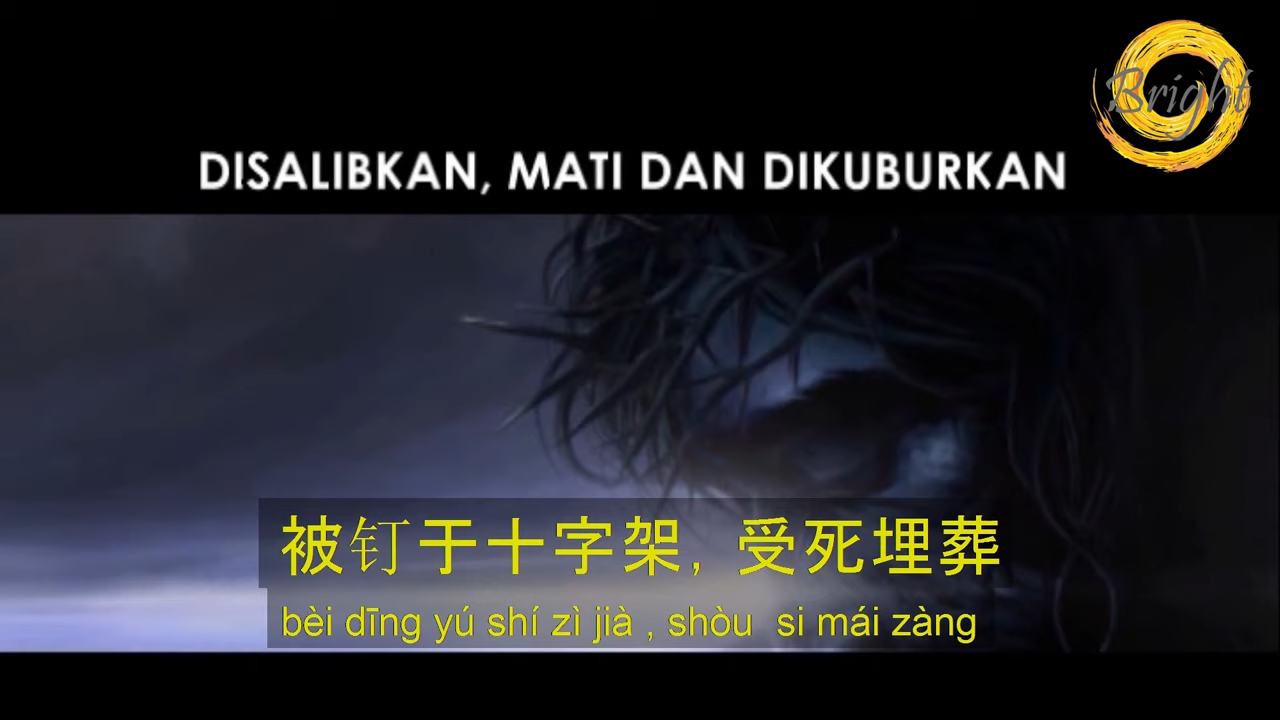 Bright
DISALIBKAN, MATI DAN DIKUBURKAN
被钉于十字架, 受死埋葬
bèi dīng yú shí zì jià , shòu  si mái zàng